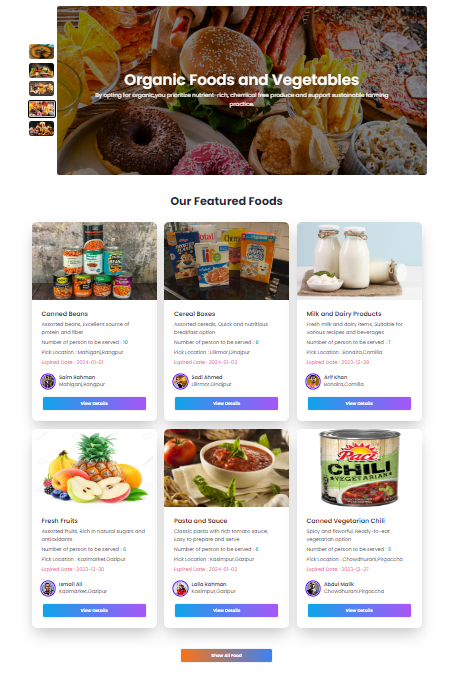 Organic Foods and Vegetables
By opting for organic,you prioritize nutrient-rich, chemical free produce and support sustainable farming
practice.
Our Featured Foods
Canned Beans
Assorted beans, Excellent source of
protein and fiber
Number of person to be served : 10
Pick Location : Mahiganj,Rangpur
Expired Date : 2024-01-01
Saim Rahman
Mahiganj,Rangpur
View Details
Cereal Boxes
Assorted cereals, Quick and nutritious
breakfast option
Number of person to be served : 8
Pick Location : Lilirmor,Dinajpur
Expired Date : 2024-01-03
Sadi Ahmed
Lilirmor,Dinajpur
View Details
Milk and Dairy Products
Fresh milk and dairy items, Suitable for
various recipes and beverages
Number of person to be served : 7
Pick Location : Bonaira,Comilla
Expired Date : 2023-12-29
Arif Khan
Bonaira,Comilla
View Details
PACE
CHILI
VEGETARIAN
Fresh Fruits
Assorted fruits, Rich in natural sugars and
antioxidants
Number of person to be served : 6
Pick Location : Kazimarket,Gazipur
Expired Date : 2023-12-30
Ismail Ali
Kazimarket,Gazipur
View Details
Pasta and Sauce
Classic pasta with rich tomato sauce,
Easy to prepare and serve
Number of person to be served : 6
Pick Location : Kasimpur,Gazipur
Expired Date : 2024-01-02
Laila Rahman
Kasimpur,Gazipur
View Details
Canned Vegetarian Chili
Spicy and flavorful, Ready-to-eat
vegetarian option
Number of person to be served : 5
Pick Location : Chowdhurani,Pirgaccha
Expired Date : 2023-12-27
Abdul Malik
Chowdhurani,Pirgaccha
View Details
Show All Food